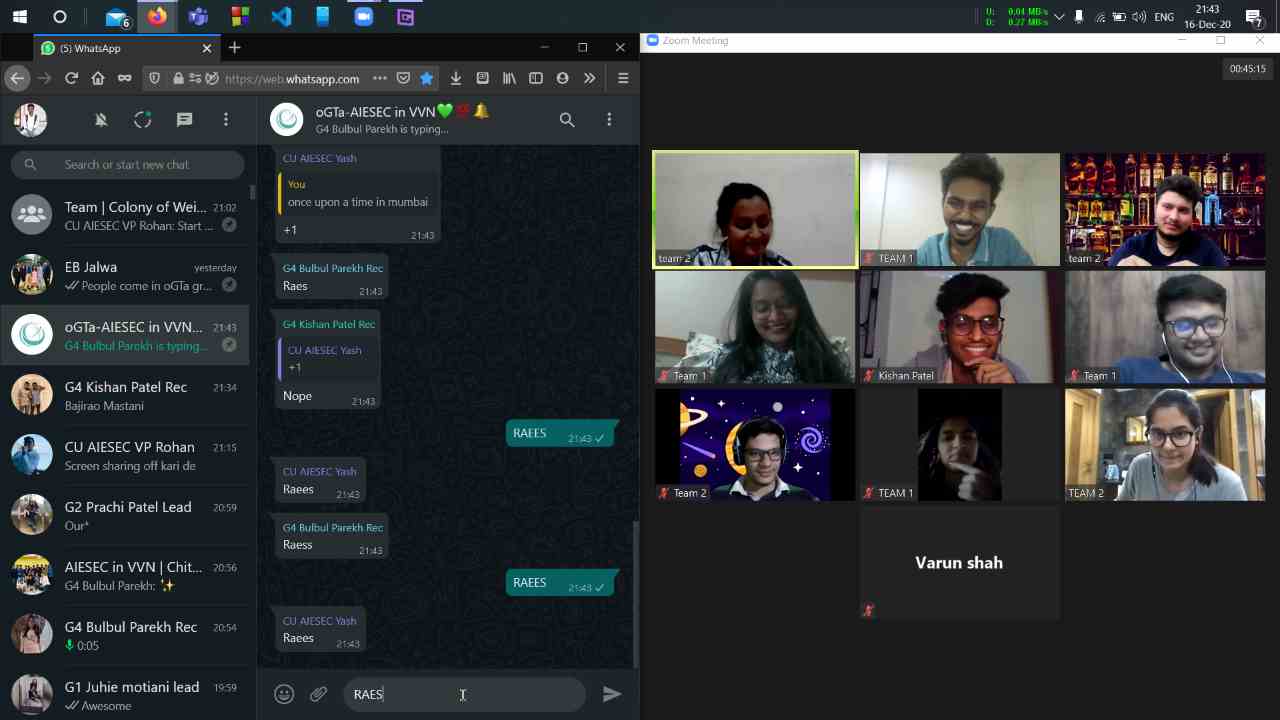 6
U: 0.04 MB/s
D: 0.27 MB/s
ENG
21:43
16-Dec-20
7
(5) WhatsApp
https://web.whatsapp.com
Search or start new chat
Team | Colony of Wei... 21:02
CU AIESEC VP Rohan: Start ...
EB Jalwa yesterday
People come in oGTa gr...
oGTa-AIESEC in VVN... 21:43
G4 Bulbul Parekh is typing...
G4 Kishan Patel Rec 21:34
Bajirao Mastani
CU AIESEC VP Rohan 21:15
Screen sharing off kari de
G2 Prachi Patel Lead 20:59
Our*
AIESEC in VVN | Chit... 20:56
G4 Bulbul Parekh: ✨
G4 Bulbul Parekh Rec 20:54
0:05
G1 Juhie motiani lead 19:59
Awesome
oGTa-AIESEC in VVN💚💯🔔
G4 Bulbul Parekh is typing...
CU AIESEC Yash
You
once upon a time in mumbai
+1 21:43
G4 Bulbul Parekh Rec
Raes 21:43
G4 Kishan Patel Rec
CU AIESEC Yash
+1
Nope 21:43
RAEES 21:43
CU AIESEC Yash
Raees 21:43
G4 Bulbul Parekh Rec
Raess 21:43
RAEES 21:43
CU AIESEC Yash
Raees 21:43
RAES
Zoom Meeting
00:45:15
team 2
TEAM 1
team 2
Team 1
Kishan Patel
Team 1
Team 2
TEAM 1
TEAM 2
Varun shah